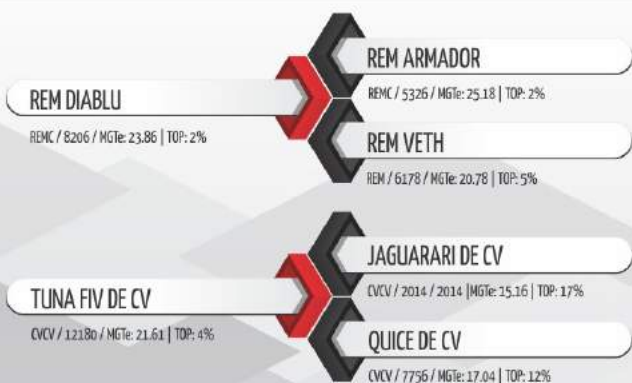 REM ARMADOR
REMC / 5326 / MGTe: 25.18 | TOP: 2%
REM DIABLU
REMC / 8206 / MGTe: 23.86 | TOP: 2%
REM VETH
REM / 6178 / MGTe: 20.78 | TOP: 5%
JAGUARARI DE CV
CVCV / 2014 / 2014 |MGTe: 15.16 | TOP: 17%
TUNA FIV DE CV
CVCV / 12180 / MGTe: 21.61 | TOP: 4%
QUICE DE CV
CVCV / 7756 / MGTe: 17.04 | TOP: 12%